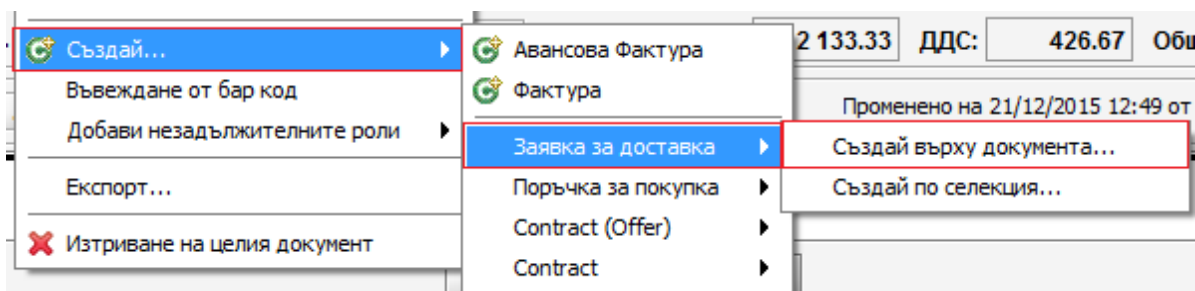 Създай...
Въвеждане от бар код
Добави незадължителните роли
Експорт...
Изтриване на целия документ
Авансова Фактура
Фактура
Заявка за доставка
Поръчка за покупка
Contract (Offer)
Contract
2 133.33 ДДС: 426.67 Общ
Променено на 21/12/2015 12:49 от
Създай върху документа...
Създай по селекция...